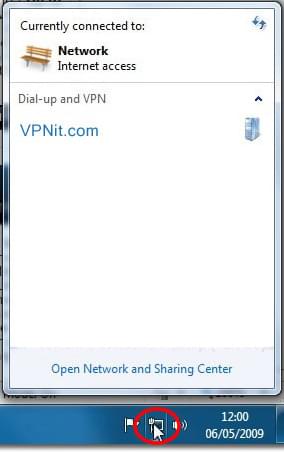 Currently connected to:
Network
Internet access
Dial-up and VPN
VPNit.com
Open Network and Sharing Center
12:00
06/05/2009